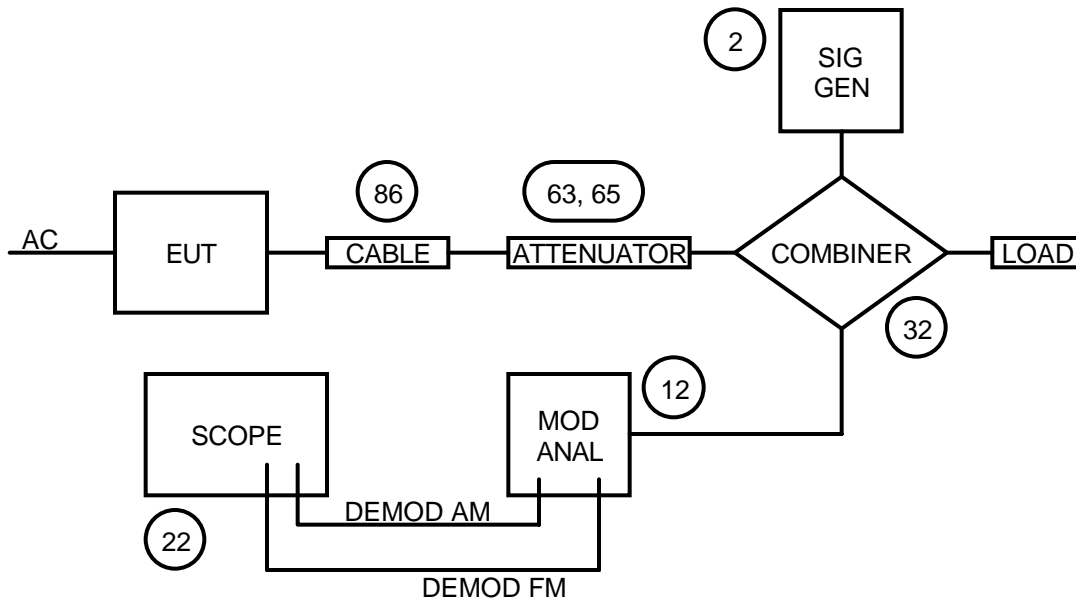 2
SIG
GEN
86
63, 65
AC
EUT
CABLE
ATTENUATOR
COMBINER
LOAD
32
12
SCOPE
MOD
ANAL
DEMOD AM
22
DEMOD FM